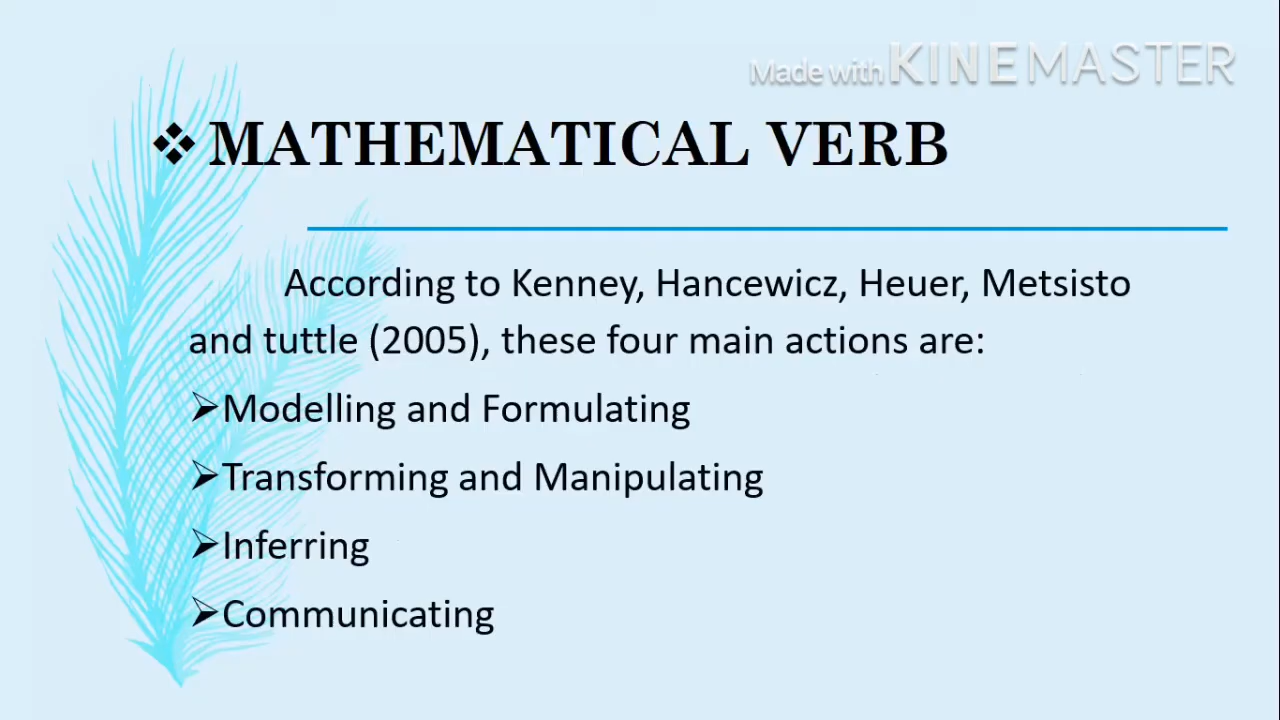 Made with KINEMASTER
❖ MATHEMATICAL VERB
According to Kenney, Hancewicz, Heuer, Metsisto
and tuttle (2005), these four main actions are:
➢Modelling and Formulating
➢Transforming and Manipulating
➢Inferring
➢Communicating